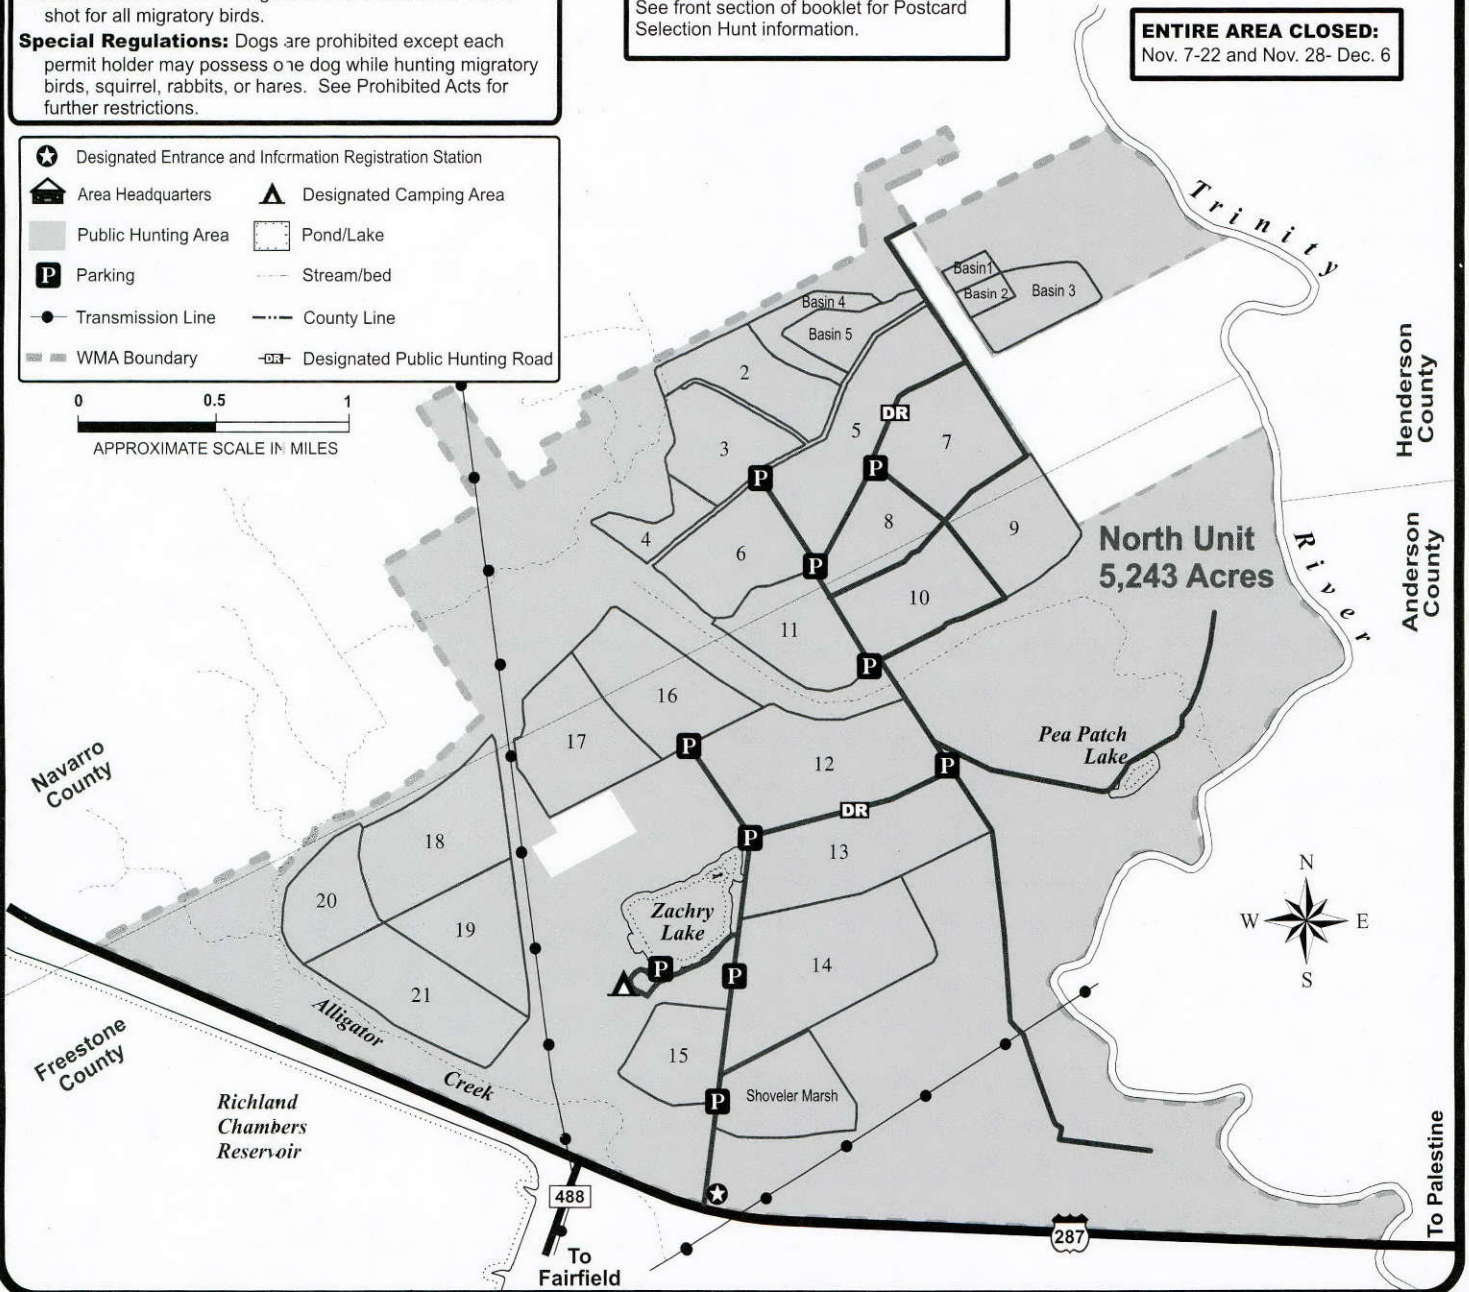 shot for all migratory birds.
Special Regulations: Dogs are prohibited except each
permit holder may possess one dog while hunting migratory
birds, squirrel, rabbits, or hares. See Prohibited Acts for
further restrictions.
See front section of booklet for Postcard
Selection Hunt information.
ENTIRE AREA CLOSED:
Nov. 7-22 and Nov. 28- Dec. 6
Designated Entrance and Information Registration Station
Area Headquarters
Designated Camping Area
Public Hunting Area
Pond/Lake
P Parking
Stream/bed
Transmission Line
County Line
WMA Boundary
DR Designated Public Hunting Road
0 0.5 1
APPROXIMATE SCALE IN MILES
Trinity
River
Basin1
Basin 2
Basin 3
Basin 4
Basin 5
2
DR
5
7
3
P
P
8
9
4
6
P
10
11
P
Henderson
County
Anderson
County
North Unit
5,243 Acres
16
17
P
12
P
Pea Patch
Lake
DR
P
13
18
20
19
21
Navarro
County
Zachry
Lake
P
P
14
15
P
Shoveler Marsh
Alligator
Creek
Freestone
County
Richland
Chambers
Reservoir
N
W E
S
488
To
Fairfield
287
To Palestine